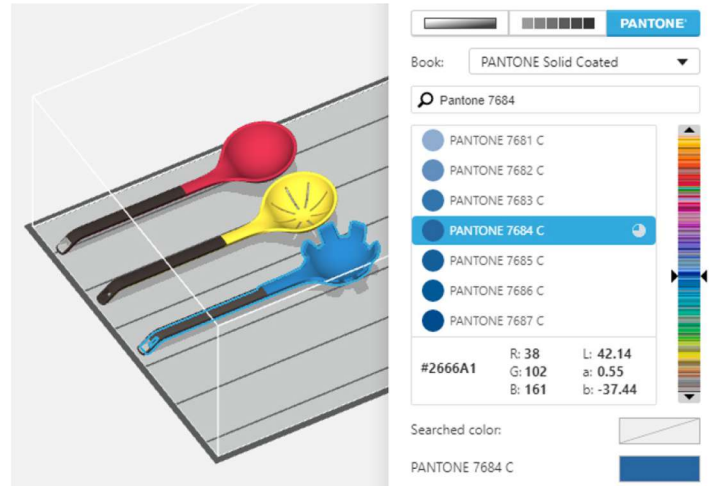 PANTONE®
Book: PANTONE Solid Coated
Pantone 7684
PANTONE 7681 C
PANTONE 7682 C
PANTONE 7683 C
PANTONE 7684 C
PANTONE 7685 C
PANTONE 7686 C
PANTONE 7687 C
#2666A1
R: 38 L: 42.14
G: 102 a: 0.55
B: 161 b: -37.44
Searched color:
PANTONE 7684 C